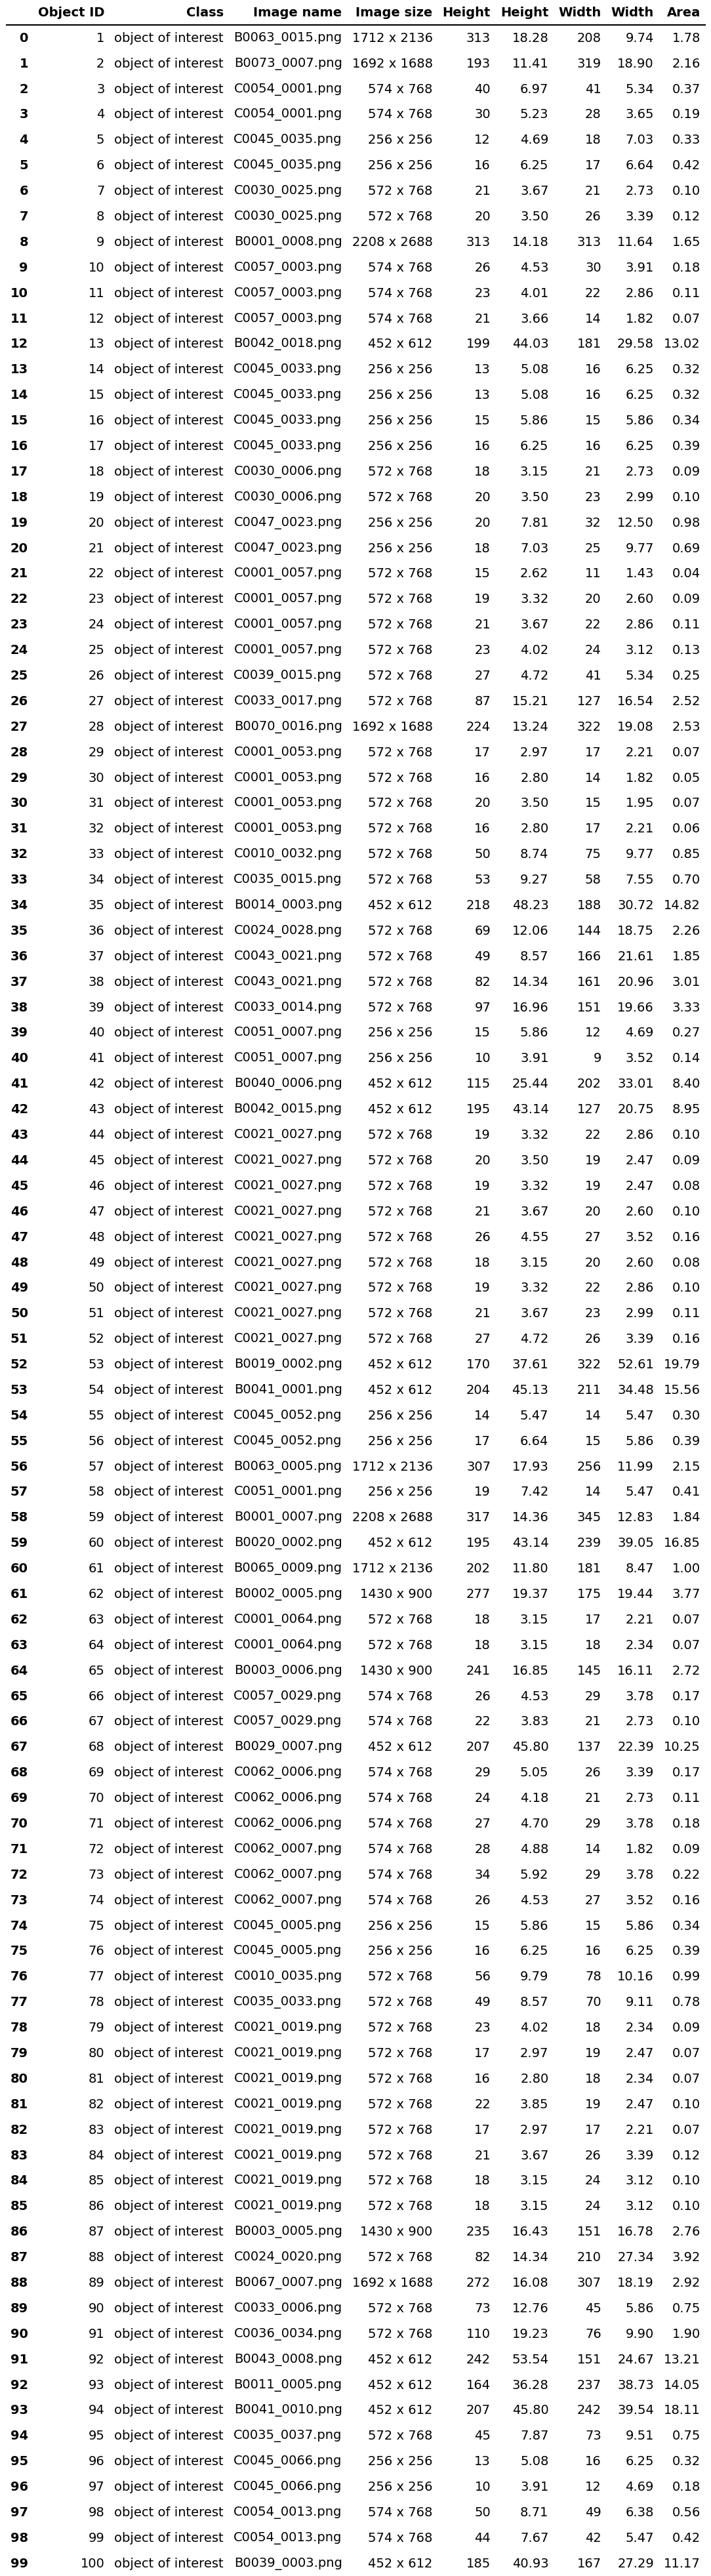 Object ID Class Image name Image size Height Height Width Width Area
0 1 object of interest B0063_0015.png 1712 x 2136 313 18.28 208 9.74 1.78
1 2 object of interest B0073_0007.png 1692 x 1688 193 11.41 319 18.90 2.16
2 3 object of interest C0054_0001.png 574 x 768 40 6.97 41 5.34 0.37
3 4 object of interest C0054_0001.png 574 x 768 30 5.23 28 3.65 0.19
4 5 object of interest C0045_0035.png 256 x 256 12 4.69 18 7.03 0.33
5 6 object of interest C0045_0035.png 256 x 256 16 6.25 17 6.64 0.42
6 7 object of interest C0030_0025.png 572 x 768 21 3.67 21 2.73 0.10
7 8 object of interest C0030_0025.png 572 x 768 20 3.50 26 3.39 0.12
8 9 object of interest B0001_0008.png 2208 x 2688 313 14.18 313 11.64 1.65
9 10 object of interest C0057_0003.png 574 x 768 26 4.53 30 3.91 0.18
10 11 object of interest C0057_0003.png 574 x 768 23 4.01 22 2.86 0.11
11 12 object of interest C0057_0003.png 574 x 768 21 3.66 14 1.82 0.07
12 13 object of interest B0042_0018.png 452 x 612 199 44.03 181 29.58 13.02
13 14 object of interest C0045_0033.png 256 x 256 13 5.08 16 6.25 0.32
14 15 object of interest C0045_0033.png 256 x 256 13 5.08 16 6.25 0.32
15 16 object of interest C0045_0033.png 256 x 256 15 5.86 15 5.86 0.34
16 17 object of interest C0045_0033.png 256 x 256 16 6.25 16 6.25 0.39
17 18 object of interest C0030_0006.png 572 x 768 18 3.15 21 2.73 0.09
18 19 object of interest C0030_0006.png 572 x 768 20 3.50 23 2.99 0.10
19 20 object of interest C0047_0023.png 256 x 256 20 7.81 32 12.50 0.98
20 21 object of interest C0047_0023.png 256 x 256 18 7.03 25 9.77 0.69
21 22 object of interest C0001_0057.png 572 x 768 15 2.62 11 1.43 0.04
22 23 object of interest C0001_0057.png 572 x 768 19 3.32 20 2.60 0.09
23 24 object of interest C0001_0057.png 572 x 768 21 3.67 22 2.86 0.11
24 25 object of interest C0001_0057.png 572 x 768 23 4.02 24 3.12 0.13
25 26 object of interest C0039_0015.png 572 x 768 27 4.72 41 5.34 0.25
26 27 object of interest C0033_0017.png 572 x 768 87 15.21 127 16.54 2.52
27 28 object of interest B0070_0016.png 1692 x 1688 224 13.24 322 19.08 2.53
28 29 object of interest C0001_0053.png 572 x 768 17 2.97 17 2.21 0.07
29 30 object of interest C0001_0053.png 572 x 768 16 2.80 14 1.82 0.05
30 31 object of interest C0001_0053.png 572 x 768 20 3.50 15 1.95 0.07
31 32 object of interest C0001_0053.png 572 x 768 16 2.80 17 2.21 0.06
32 33 object of interest C0010_0032.png 572 x 768 50 8.74 75 9.77 0.85
33 34 object of interest C0035_0015.png 572 x 768 53 9.27 58 7.55 0.70
34 35 object of interest B0014_0003.png 452 x 612 218 48.23 188 30.72 14.82
35 36 object of interest C0024_0028.png 572 x 768 69 12.06 144 18.75 2.26
36 37 object of interest C0043_0021.png 572 x 768 49 8.57 166 21.61 1.85
37 38 object of interest C0043_0021.png 572 x 768 82 14.34 161 20.96 3.01
38 39 object of interest C0033_0014.png 572 x 768 97 16.96 151 19.66 3.33
39 40 object of interest C0051_0007.png 256 x 256 15 5.86 12 4.69 0.27
40 41 object of interest C0051_0007.png 256 x 256 10 3.91 9 3.52 0.14
41 42 object of interest B0040_0006.png 452 x 612 115 25.44 202 33.01 8.40
42 43 object of interest B0042_0015.png 452 x 612 195 43.14 127 20.75 8.95
43 44 object of interest C0021_0027.png 572 x 768 19 3.32 22 2.86 0.10
44 45 object of interest C0021_0027.png 572 x 768 20 3.50 19 2.47 0.09
45 46 object of interest C0021_0027.png 572 x 768 19 3.32 19 2.47 0.08
46 47 object of interest C0021_0027.png 572 x 768 21 3.67 20 2.60 0.10
47 48 object of interest C0021_0027.png 572 x 768 26 4.55 27 3.52 0.16
48 49 object of interest C0021_0027.png 572 x 768 18 3.15 20 2.60 0.08
49 50 object of interest C0021_0027.png 572 x 768 19 3.32 22 2.86 0.10
50 51 object of interest C0021_0027.png 572 x 768 21 3.67 23 2.99 0.11
51 52 object of interest C0021_0027.png 572 x 768 27 4.72 26 3.39 0.16
52 53 object of interest B0019_0002.png 452 x 612 170 37.61 322 52.61 19.79
53 54 object of interest B0041_0001.png 452 x 612 204 45.13 211 34.48 15.56
54 55 object of interest C0045_0052.png 256 x 256 14 5.47 14 5.47 0.30
55 56 object of interest C0045_0052.png 256 x 256 17 6.64 15 5.86 0.39
56 57 object of interest B0063_0005.png 1712 x 2136 307 17.93 256 11.99 2.15
57 58 object of interest C0051_0001.png 256 x 256 19 7.42 14 5.47 0.41
58 59 object of interest B0001_0007.png 2208 x 2688 317 14.36 345 12.83 1.84
59 60 object of interest B0020_0002.png 452 x 612 195 43.14 239 39.05 16.85
60 61 object of interest B0065_0009.png 1712 x 2136 202 11.80 181 8.47 1.00
61 62 object of interest B0002_0005.png 1430 x 900 277 19.37 175 19.44 3.77
62 63 object of interest C0001_0064.png 572 x 768 18 3.15 17 2.21 0.07
63 64 object of interest C0001_0064.png 572 x 768 18 3.15 18 2.34 0.07
64 65 object of interest B0003_0006.png 1430 x 900 241 16.85 145 16.11 2.72
65 66 object of interest C0057_0029.png 574 x 768 26 4.53 29 3.78 0.17
66 67 object of interest C0057_0029.png 574 x 768 22 3.83 21 2.73 0.10
67 68 object of interest B0029_0007.png 452 x 612 207 45.80 137 22.39 10.25
68 69 object of interest C0062_0006.png 574 x 768 29 5.05 26 3.39 0.17
69 70 object of interest C0062_0006.png 574 x 768 24 4.18 21 2.73 0.11
70 71 object of interest C0062_0006.png 574 x 768 27 4.70 29 3.78 0.18
71 72 object of interest C0062_0007.png 574 x 768 28 4.88 14 1.82 0.09
72 73 object of interest C0062_0007.png 574 x 768 34 5.92 29 3.78 0.22
73 74 object of interest C0062_0007.png 574 x 768 26 4.53 27 3.52 0.16
74 75 object of interest C0045_0005.png 256 x 256 15 5.86 15 5.86 0.34
75 76 object of interest C0045_0005.png 256 x 256 16 6.25 16 6.25 0.39
76 77 object of interest C0010_0035.png 572 x 768 56 9.79 78 10.16 0.99
77 78 object of interest C0035_0033.png 572 x 768 49 8.57 70 9.11 0.78
78 79 object of interest C0021_0019.png 572 x 768 23 4.02 18 2.34 0.09
79 80 object of interest C0021_0019.png 572 x 768 17 2.97 19 2.47 0.07
80 81 object of interest C0021_0019.png 572 x 768 16 2.80 18 2.34 0.07
81 82 object of interest C0021_0019.png 572 x 768 22 3.85 19 2.47 0.10
82 83 object of interest C0021_0019.png 572 x 768 17 2.97 17 2.21 0.07
83 84 object of interest C0021_0019.png 572 x 768 21 3.67 26 3.39 0.12
84 85 object of interest C0021_0019.png 572 x 768 18 3.15 24 3.12 0.10
85 86 object of interest C0021_0019.png 572 x 768 18 3.15 24 3.12 0.10
86 87 object of interest B0003_0005.png 1430 x 900 235 16.43 151 16.78 2.76
87 88 object of interest C0024_0020.png 572 x 768 82 14.34 210 27.34 3.92
88 89 object of interest B0067_0007.png 1692 x 1688 272 16.08 307 18.19 2.92
89 90 object of interest C0033_0006.png 572 x 768 73 12.76 45 5.86 0.75
90 91 object of interest C0036_0034.png 572 x 768 110 19.23 76 9.90 1.90
91 92 object of interest B0043_0008.png 452 x 612 242 53.54 151 24.67 13.21
92 93 object of interest B0011_0005.png 452 x 612 164 36.28 237 38.73 14.05
93 94 object of interest B0041_0010.png 452 x 612 207 45.80 242 39.54 18.11
94 95 object of interest C0035_0037.png 572 x 768 45 7.87 73 9.51 0.75
95 96 object of interest C0045_0066.png 256 x 256 13 5.08 16 6.25 0.32
96 97 object of interest C0045_0066.png 256 x 256 10 3.91 12 4.69 0.18
97 98 object of interest C0054_0013.png 574 x 768 50 8.71 49 6.38 0.56
98 99 object of interest C0054_0013.png 574 x 768 44 7.67 42 5.47 0.42
99 100 object of interest B0039_0003.png 452 x 612 185 40.93 167 27.29 11.17